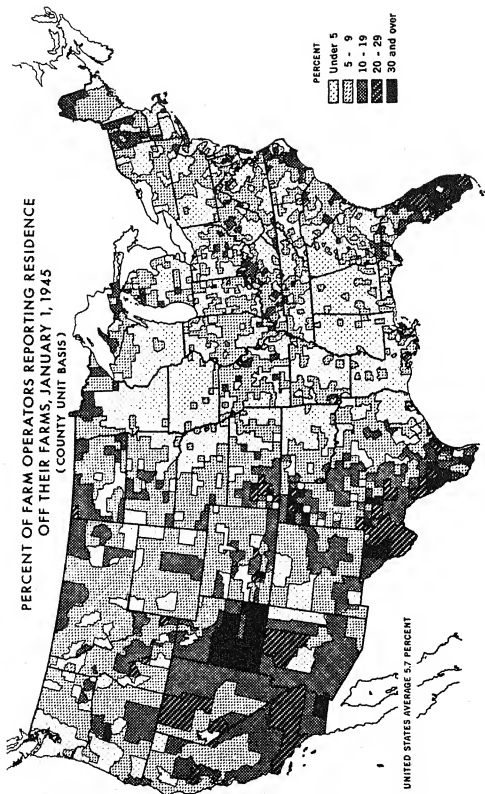 PERCENT OF FARM OPERATORS REPORTING RESIDENCE
OFF THEIR FARMS, JANUARY 1, 1945
(COUNTY UNIT BASIS)
PERCENT
Under 5
5 - 9
10 - 19
20 - 29
30 and over
UNITED STATES AVERAGE 5.7 PERCENT